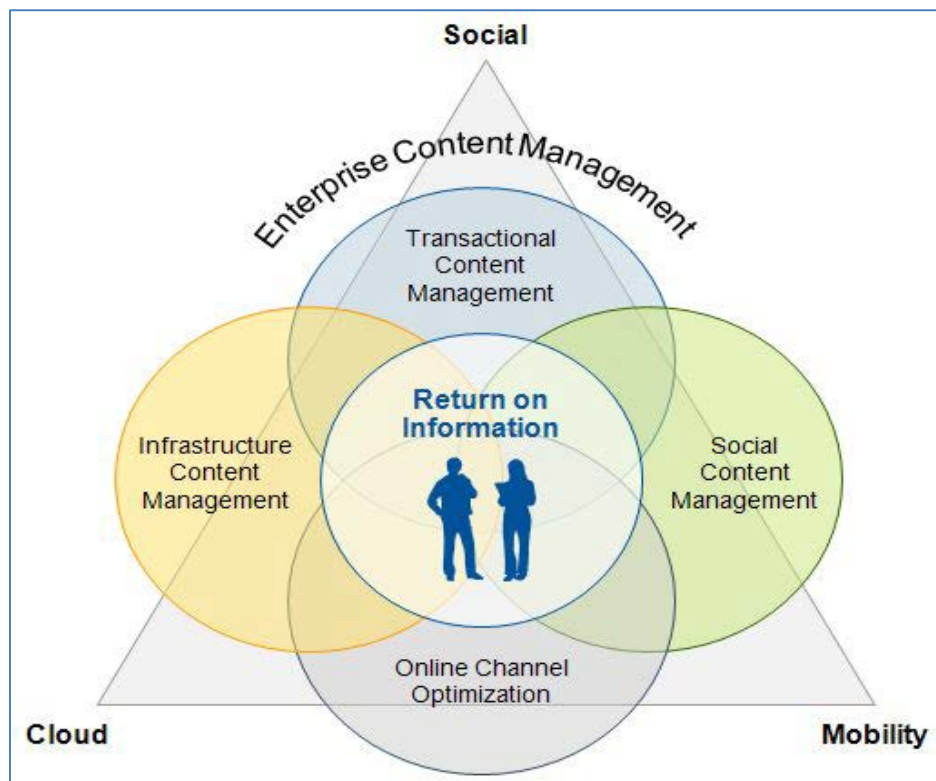 Social
Enterprise Content Management
Transactional
Content
Management
Return on
Information
Infrastructure
Content
Management
Social
Content
Management
Online Channel
Optimization
Cloud
Mobility